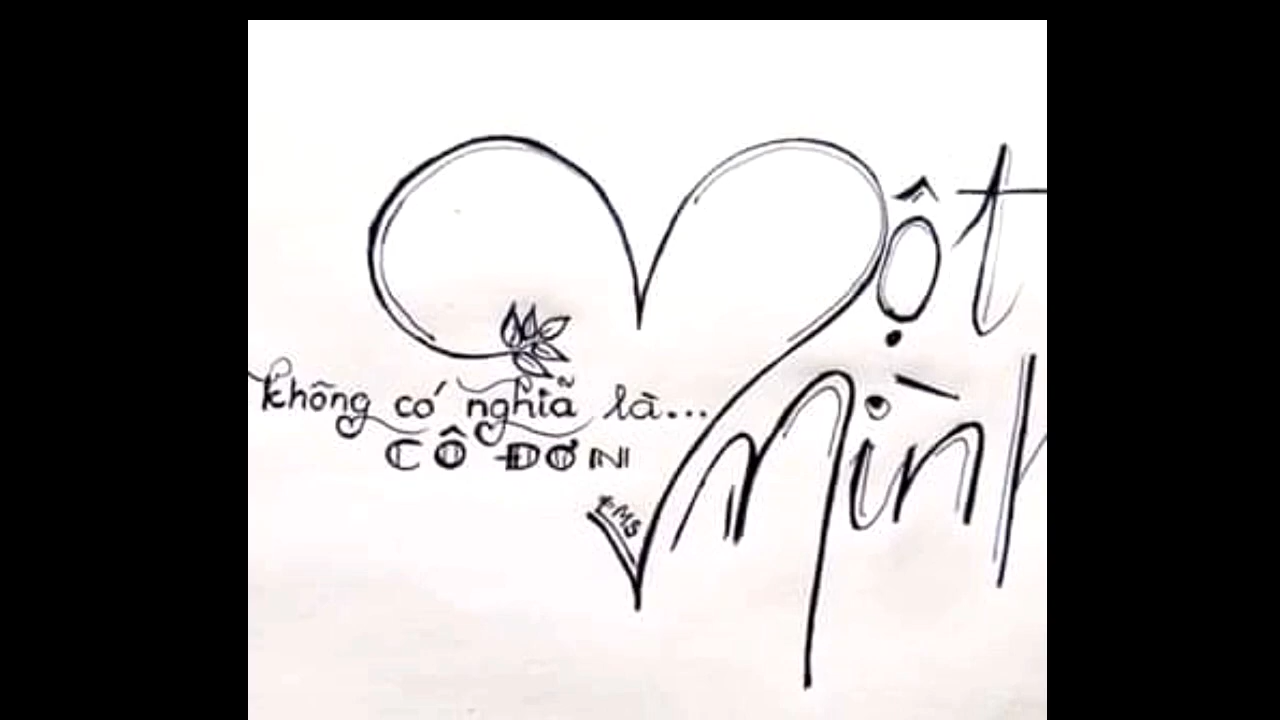 Một
Mình
không có nghĩa là...
CÔ ĐƠN